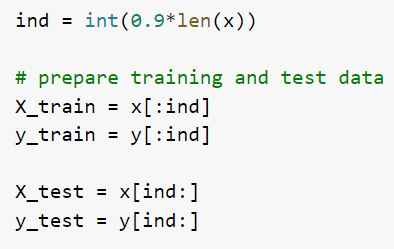 ind = int(0.9*len(x))
# prepare training and test data
X_train = x[:ind]
y_train = y[:ind]
X_test = x[ind:]
y_test = y[ind:]